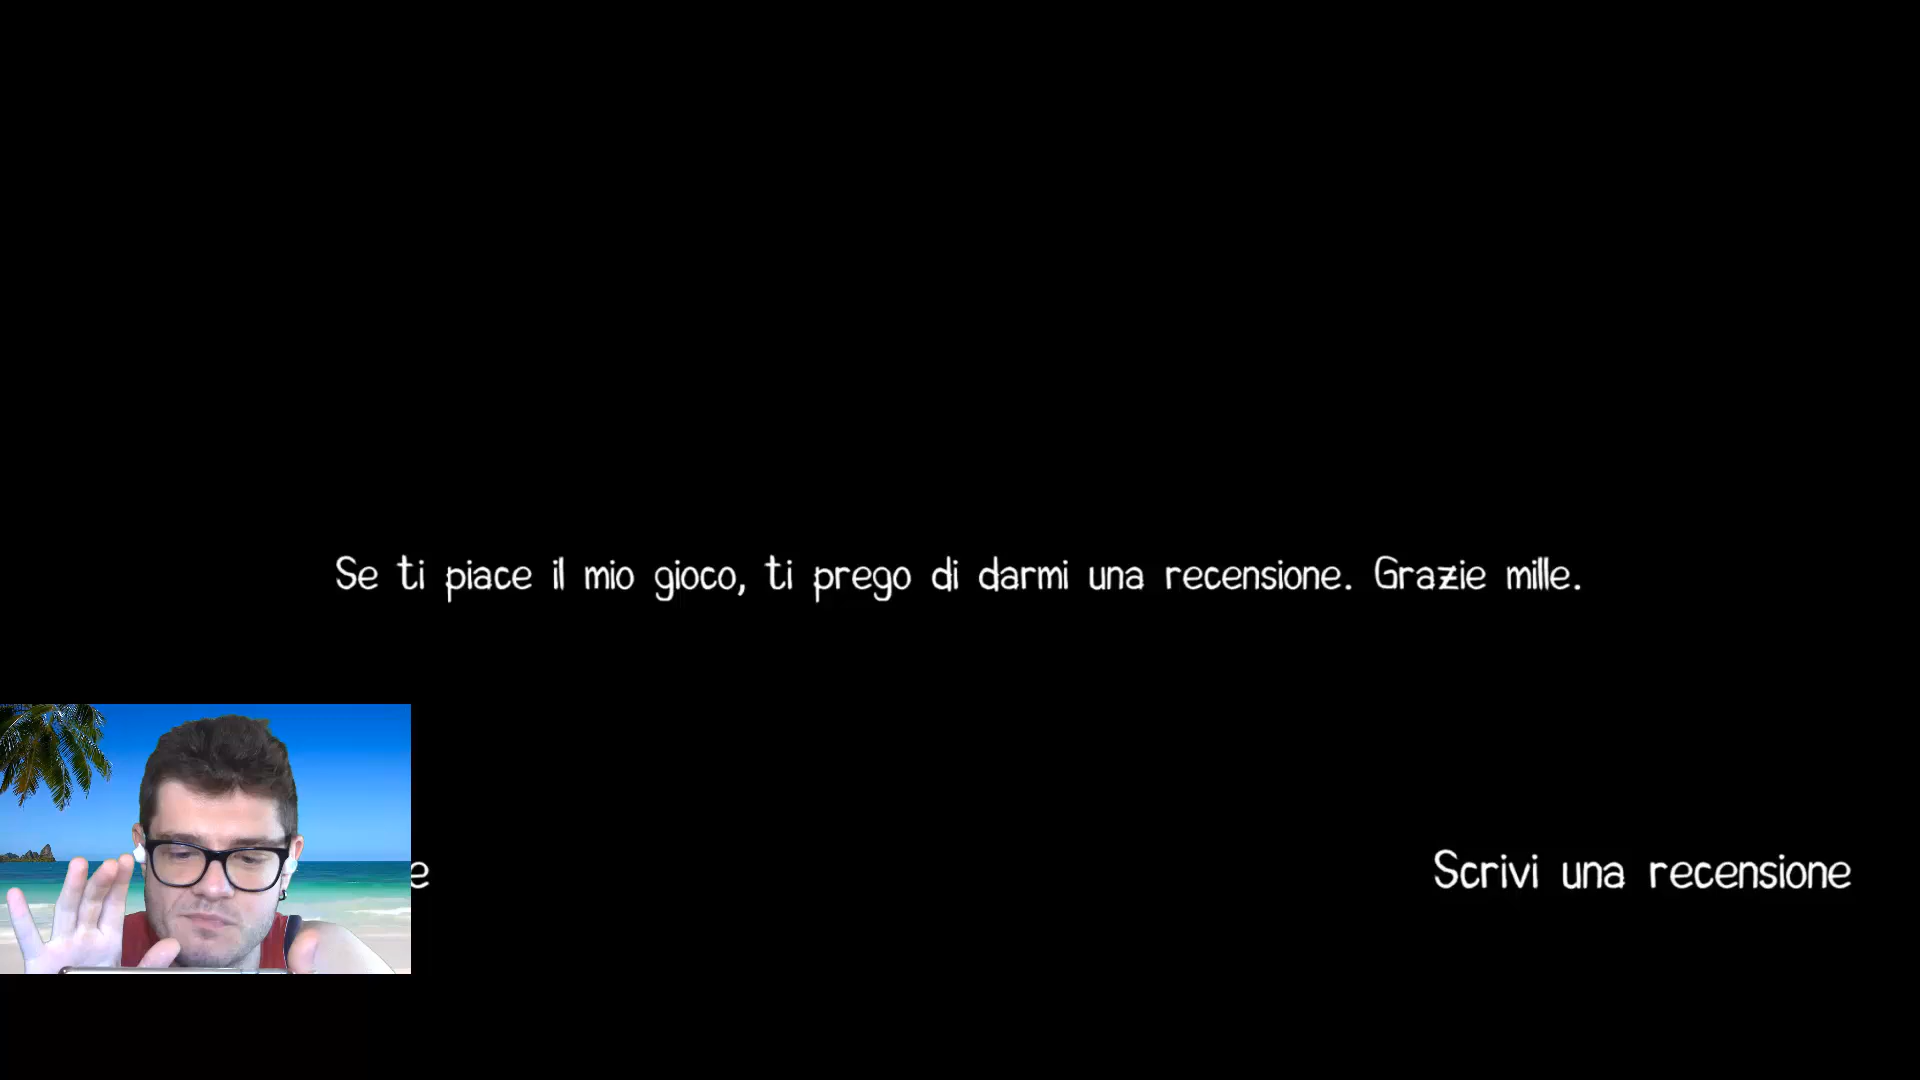 Se ti piace il mio gioco, ti prego di darmi una recensione. Grazie mille.
Scrivi una recensione